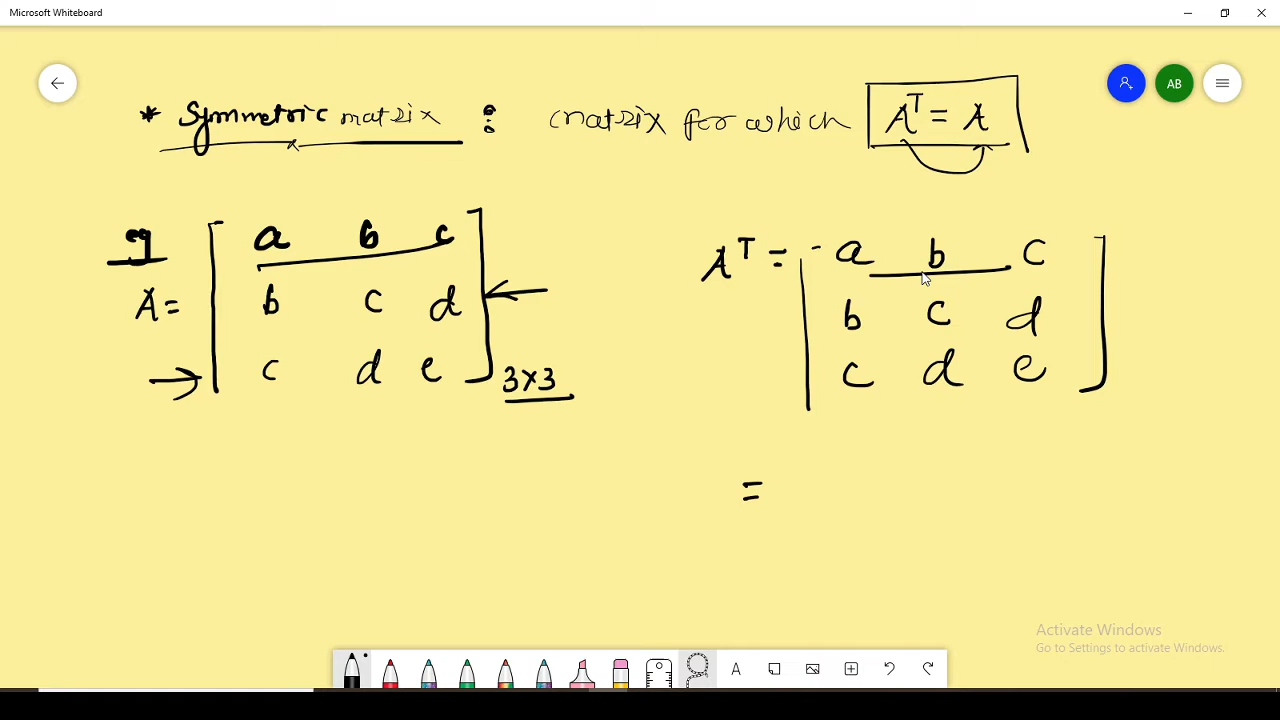 Microsoft Whiteboard
AB
* Symmetric matrix : matrix for which Aᵀ = A
eg
A = [ a b c
b c d
c d e ] 3×3
Aᵀ = [ a b c
b c d
c d e ]
=
Activate Windows
Go to Settings to activate Windows.
A